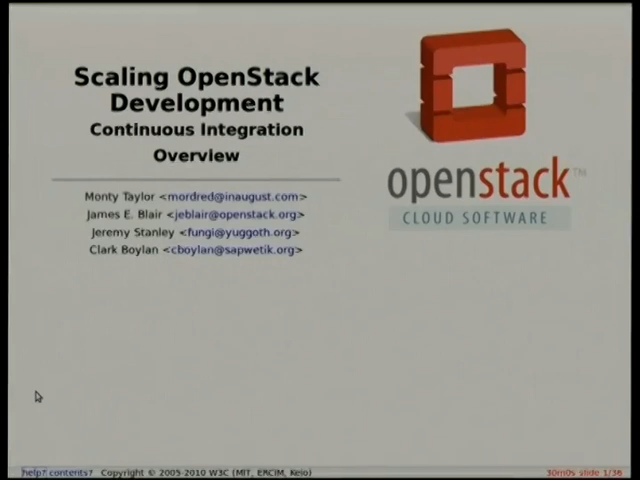 Scaling OpenStack
Development
Continuous Integration
Overview
Monty Taylor <mordred@inaugust.com>
James E. Blair <jeblair@openstack.org>
Jeremy Stanley <fungi@yuggoth.org>
Clark Boylan <cboylan@sapwetik.org>
openstack™
CLOUD SOFTWARE
help? contents? Copyright © 2005-2010 W3C (MIT, ERCIM, Keio)
30m0s slide 1/36